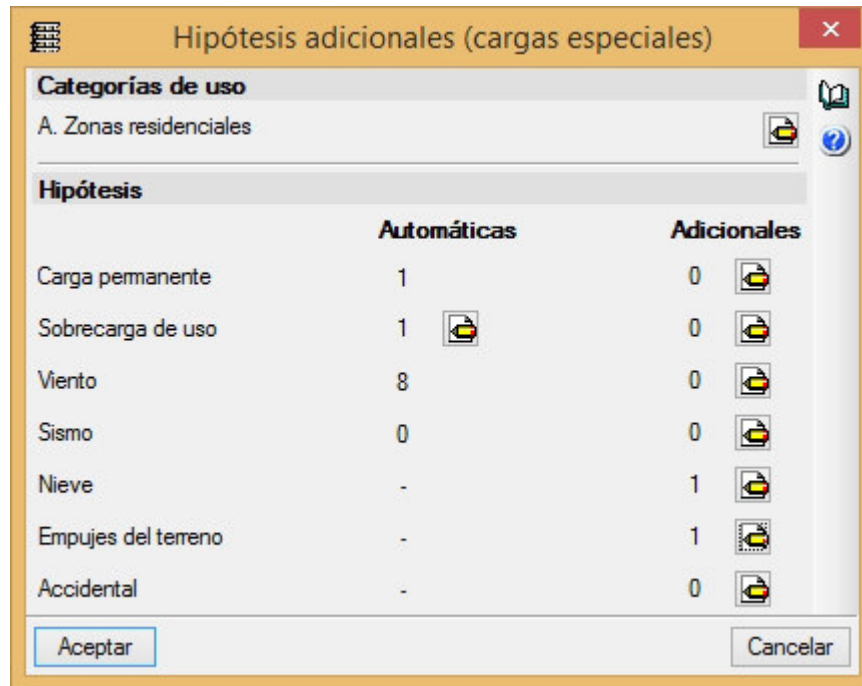 Hipótesis adicionales (cargas especiales)
Categorías de uso
A. Zonas residenciales
Hipótesis
Automáticas Adicionales
Carga permanente 1 0
Sobrecarga de uso 1 0
Viento 8 0
Sismo 0 0
Nieve - 1
Empujes del terreno - 1
Accidental - 0
Aceptar Cancelar